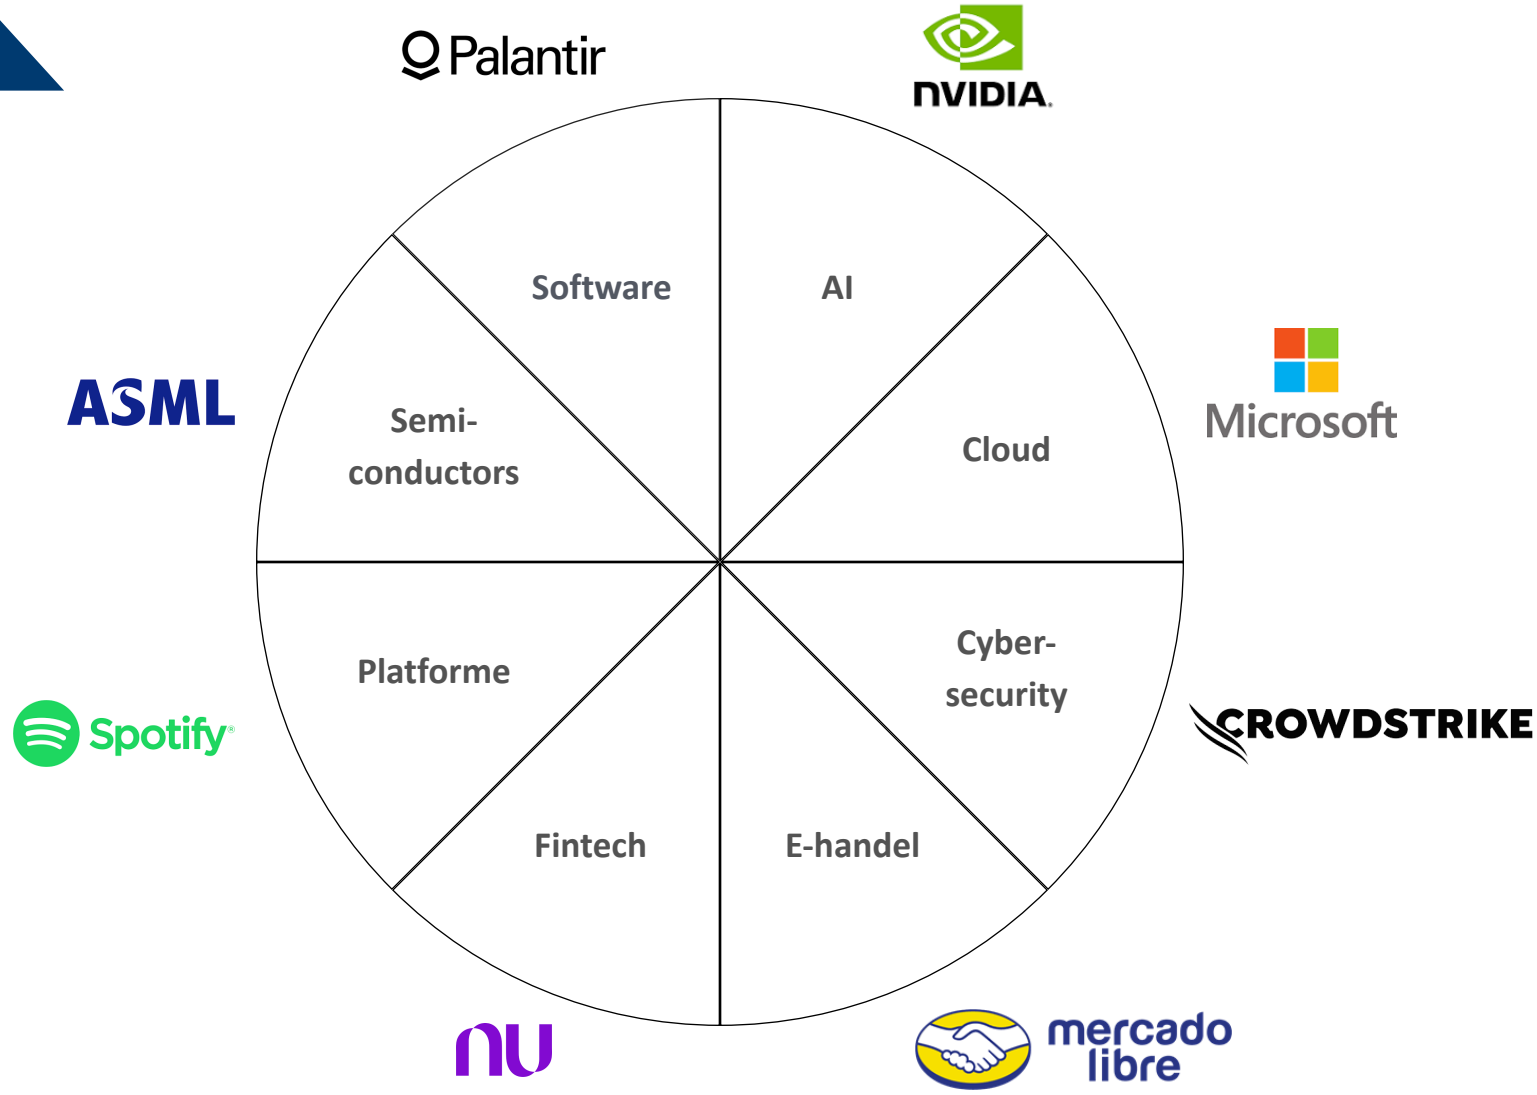 Palantir
NVIDIA.
Software
AI
ASML
Semi-
conductors
Cloud
Microsoft
Platforme
Cyber-
security
Spotify®
CROWDSTRIKE
Fintech
E-handel
nu
mercado
libre